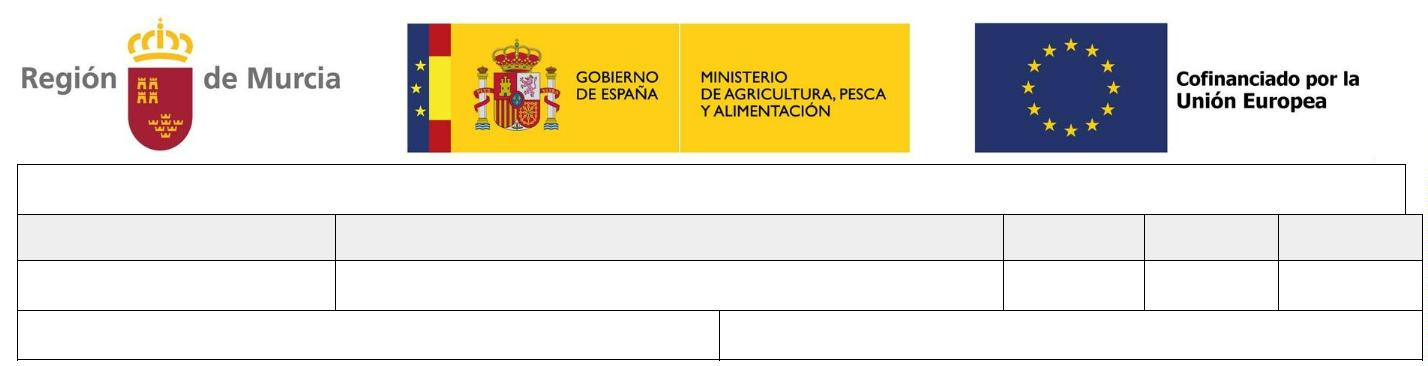 Región de Murcia
GOBIERNO
DE ESPAÑA
MINISTERIO
DE AGRICULTURA, PESCA
Y ALIMENTACIÓN
Cofinanciado por la
Unión Europea